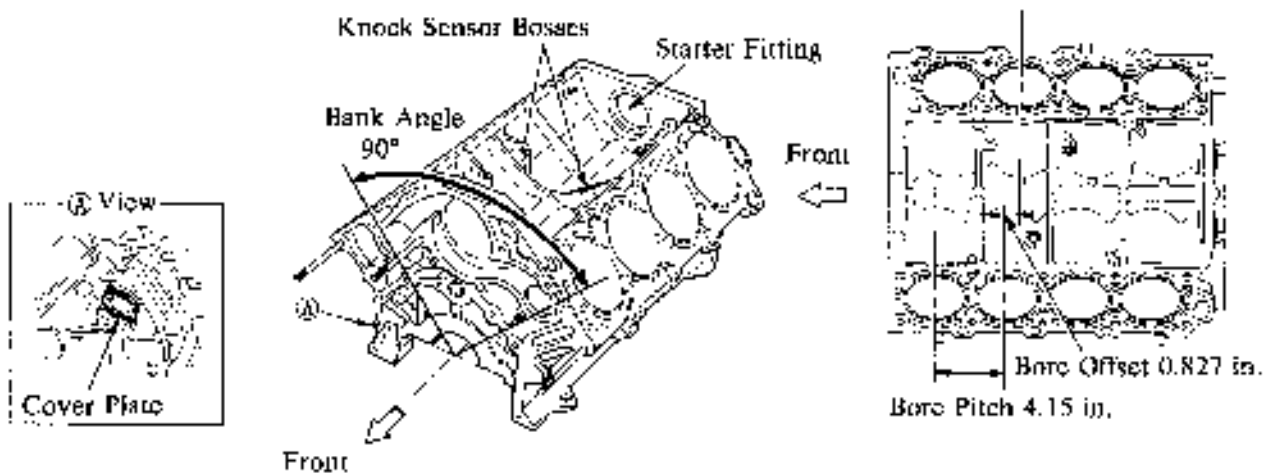 Knock Sensor Bosses
Starter Fitting
Bank Angle
90°
Front
Ⓐ View
Ⓐ
Cover Plate
Front
Bore Offset 0.827 in.
Bore Pitch 4.15 in.